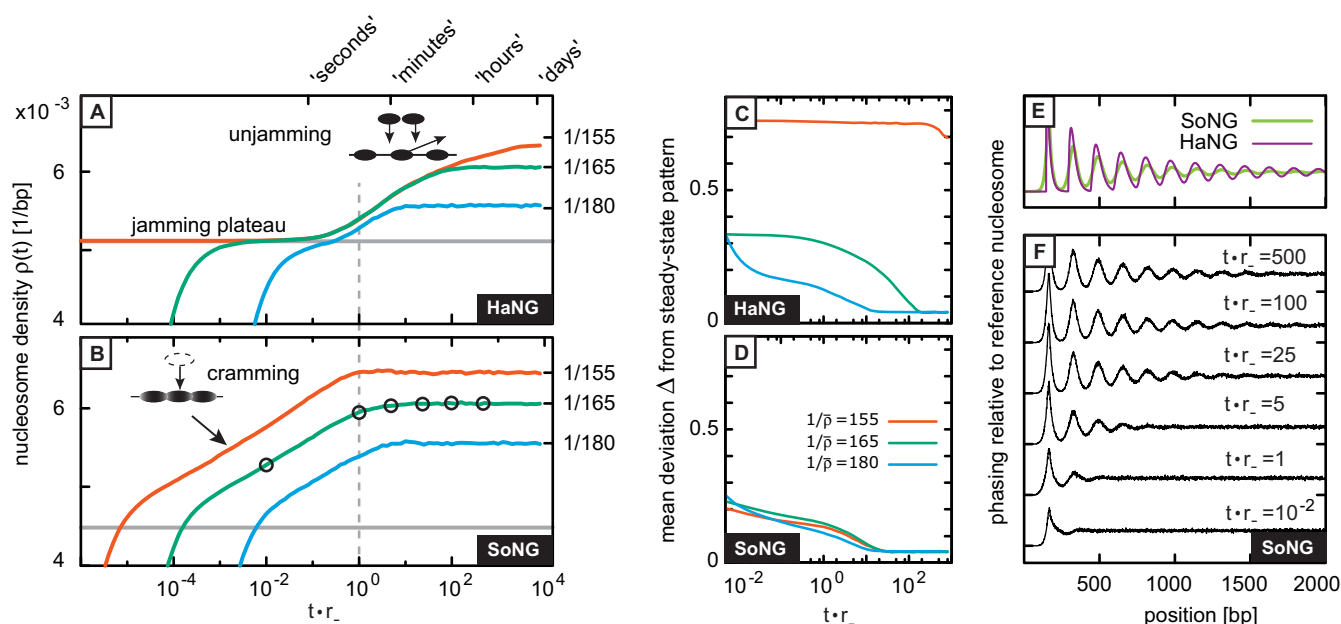 'seconds'
'minutes'
'hours'
'days'
A
x10⁻³
unjamming
jamming plateau
6
4
1/155
1/165
1/180
HaNG
B
cramming
6
4
1/155
1/165
1/180
SoNG
nucleosome density ρ(t) [1/bp]
10⁻⁴
10⁻²
10⁰
10²
10⁴
t•r₋
C
0.5
0
HaNG
D
0.5
0
1/ρ̄=155
1/ρ̄=165
1/ρ̄=180
SoNG
mean deviation Δ from steady-state pattern
10⁻²
10⁰
10²
t•r₋
E
SoNG
HaNG
F
t•r₋=500
t•r₋=100
t•r₋=25
t•r₋=5
t•r₋=1
t•r₋=10⁻²
SoNG
phasing relative to reference nucleosome
500
1000
1500
2000
position [bp]